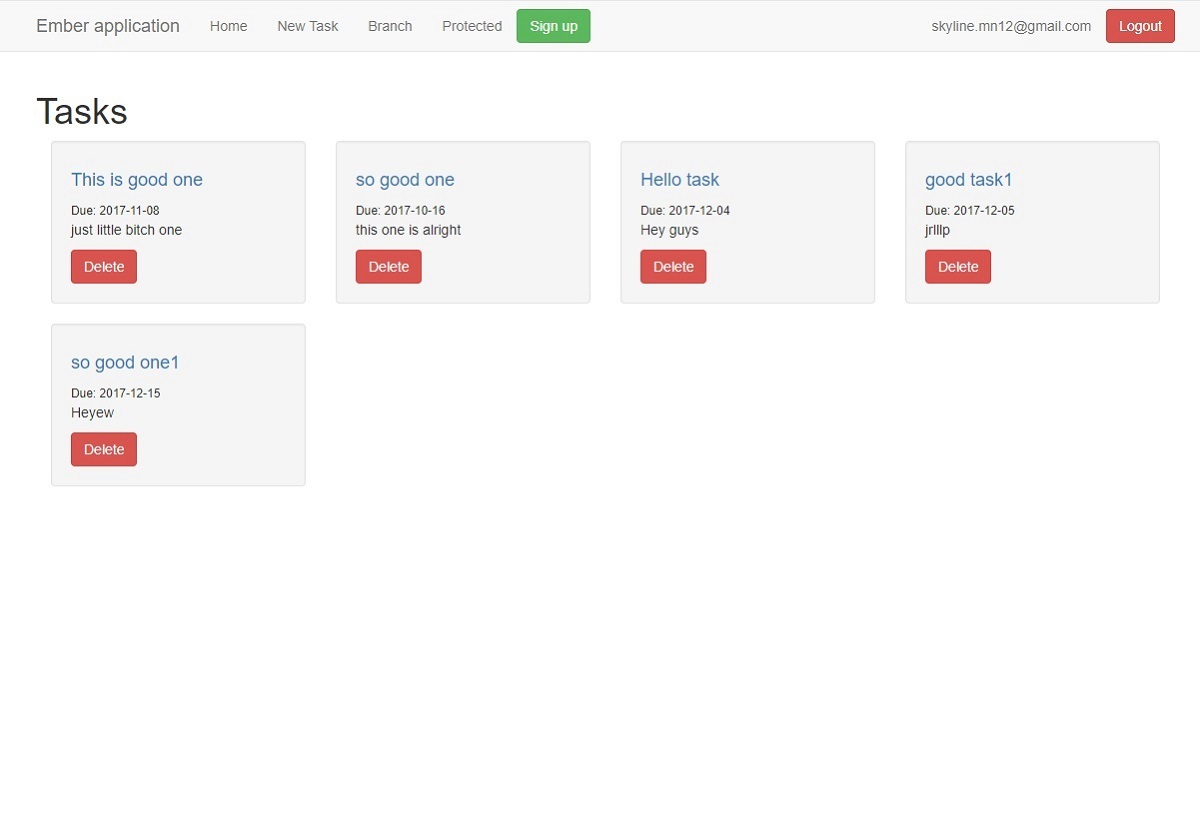 Ember application Home New Task Branch Protected Sign up skyline.mn12@gmail.com Logout
Tasks
This is good one
Due: 2017-11-08
just little bitch one
Delete
so good one
Due: 2017-10-16
this one is alright
Delete
Hello task
Due: 2017-12-04
Hey guys
Delete
good task1
Due: 2017-12-05
jrlllp
Delete
so good one1
Due: 2017-12-15
Heyew
Delete